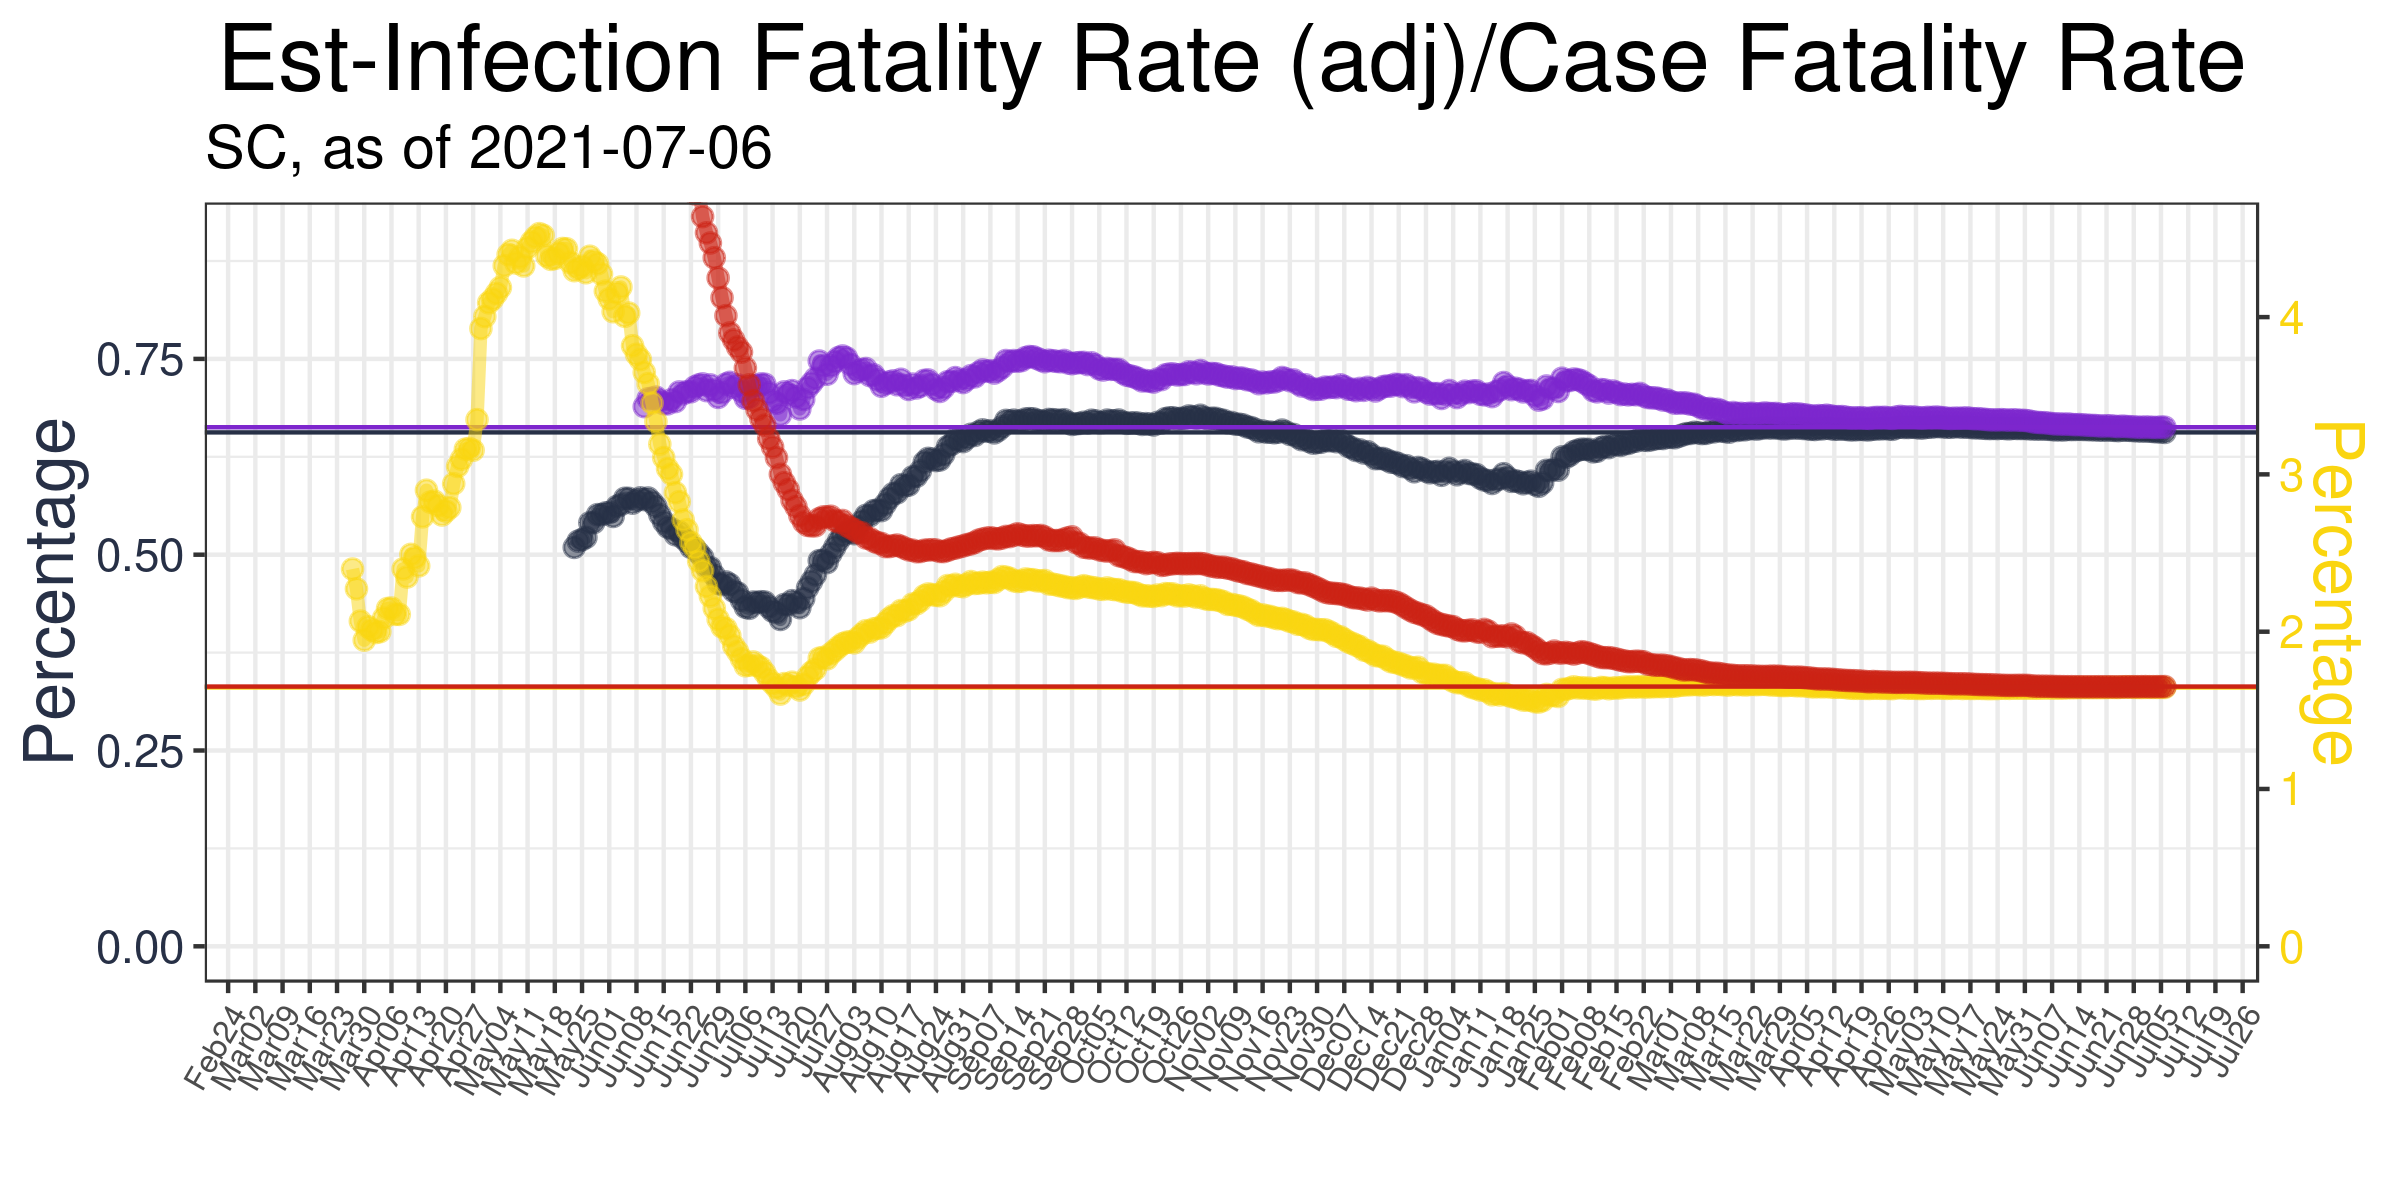 Est-Infection Fatality Rate (adj)/Case Fatality Rate
SC, as of 2021-07-06
Percentage
0.75
0.50
0.25
0.00
4
3
2
1
0
Percentage
Feb24
Mar02
Mar09
Mar16
Mar23
Mar30
Apr06
Apr13
Apr20
Apr27
May04
May11
May18
May25
Jun01
Jun08
Jun15
Jun22
Jun29
Jul06
Jul13
Jul20
Jul27
Aug03
Aug10
Aug17
Aug24
Aug31
Sep07
Sep14
Sep21
Sep28
Oct05
Oct12
Oct19
Oct26
Nov02
Nov09
Nov16
Nov23
Nov30
Dec07
Dec14
Dec21
Dec28
Jan04
Jan11
Jan18
Jan25
Feb01
Feb08
Feb15
Feb22
Mar01
Mar08
Mar15
Mar22
Mar29
Apr05
Apr12
Apr19
Apr26
May03
May10
May17
May24
May31
Jun07
Jun14
Jun21
Jun28
Jul05
Jul12
Jul19
Jul26